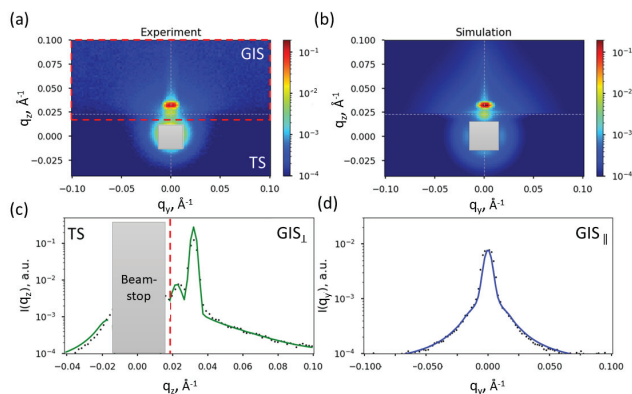 (a) Experiment
0.100
0.075
0.050
0.025
0.000
-0.025
q_z, Å⁻¹
GIS
TS
-0.10 -0.05 0.00 0.05 0.10
q_y, Å⁻¹
10⁻¹
10⁻²
10⁻³
10⁻⁴
(b) Simulation
0.100
0.075
0.050
0.025
0.000
-0.025
q_z, Å⁻¹
-0.10 -0.05 0.00 0.05 0.10
q_y, Å⁻¹
10⁻¹
10⁻²
10⁻³
10⁻⁴
(c)
TS
GIS⊥
Beam-
stop
I(q_z), a.u.
10⁻¹
10⁻²
10⁻³
10⁻⁴
−0.04 −0.02 0.00 0.02 0.04 0.06 0.08 0.10
q_z, Å⁻¹
(d)
GIS∥
I(q_y), a.u.
10⁻²
10⁻³
10⁻⁴
-0.100 -0.050 0.000 0.050 0.100
q_y, Å⁻¹